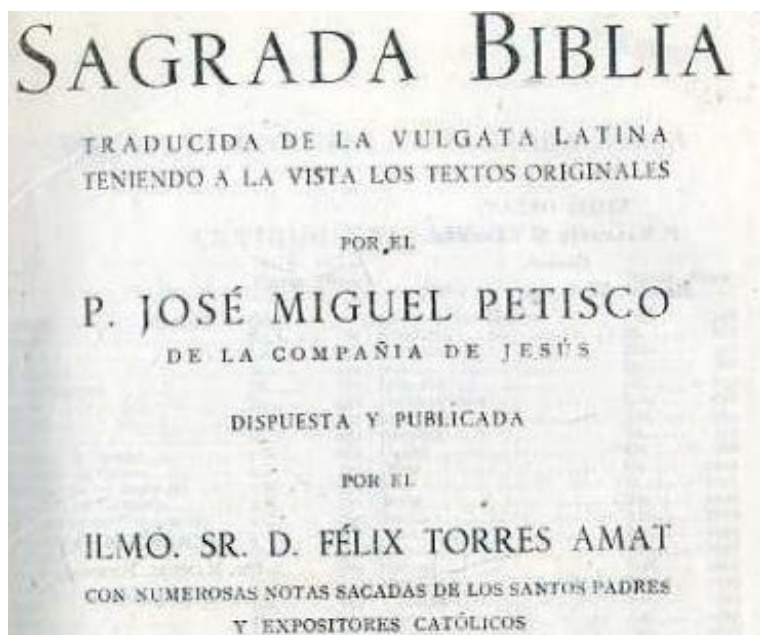 SAGRADA BIBLIA
TRADUCIDA DE LA VULGATA LATINA
TENIENDO A LA VISTA LOS TEXTOS ORIGINALES
POR EL
P. JOSÉ MIGUEL PETISCO
DE LA COMPAÑIA DE JESÚS
DISPUESTA Y PUBLICADA
POR EL
ILMO. SR. D. FÉLIX TORRES AMAT
CON NUMEROSAS NOTAS SACADAS DE LOS SANTOS PADRES
Y EXPOSITORES CATÓLICOS